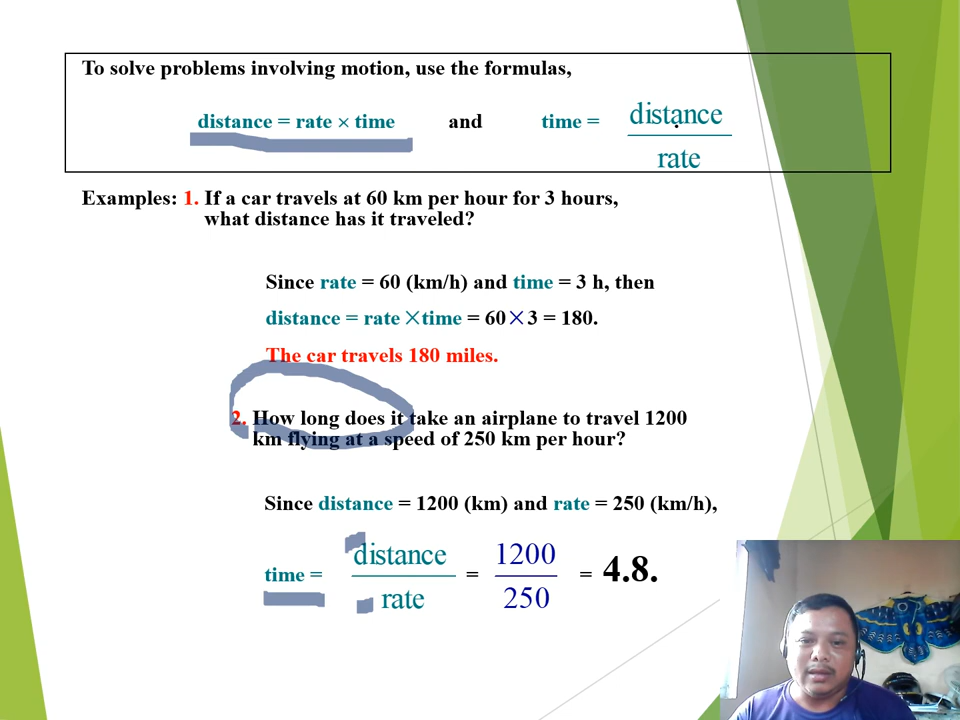 To solve problems involving motion, use the formulas,
distance = rate × time and time = distance / rate .
Examples: 1. If a car travels at 60 km per hour for 3 hours,
what distance has it traveled?
Since rate = 60 (km/h) and time = 3 h, then
distance = rate × time = 60 × 3 = 180.
The car travels 180 miles.
2. How long does it take an airplane to travel 1200
km flying at a speed of 250 km per hour?
Since distance = 1200 (km) and rate = 250 (km/h),
time = distance / rate = 1200 / 250 = 4.8.